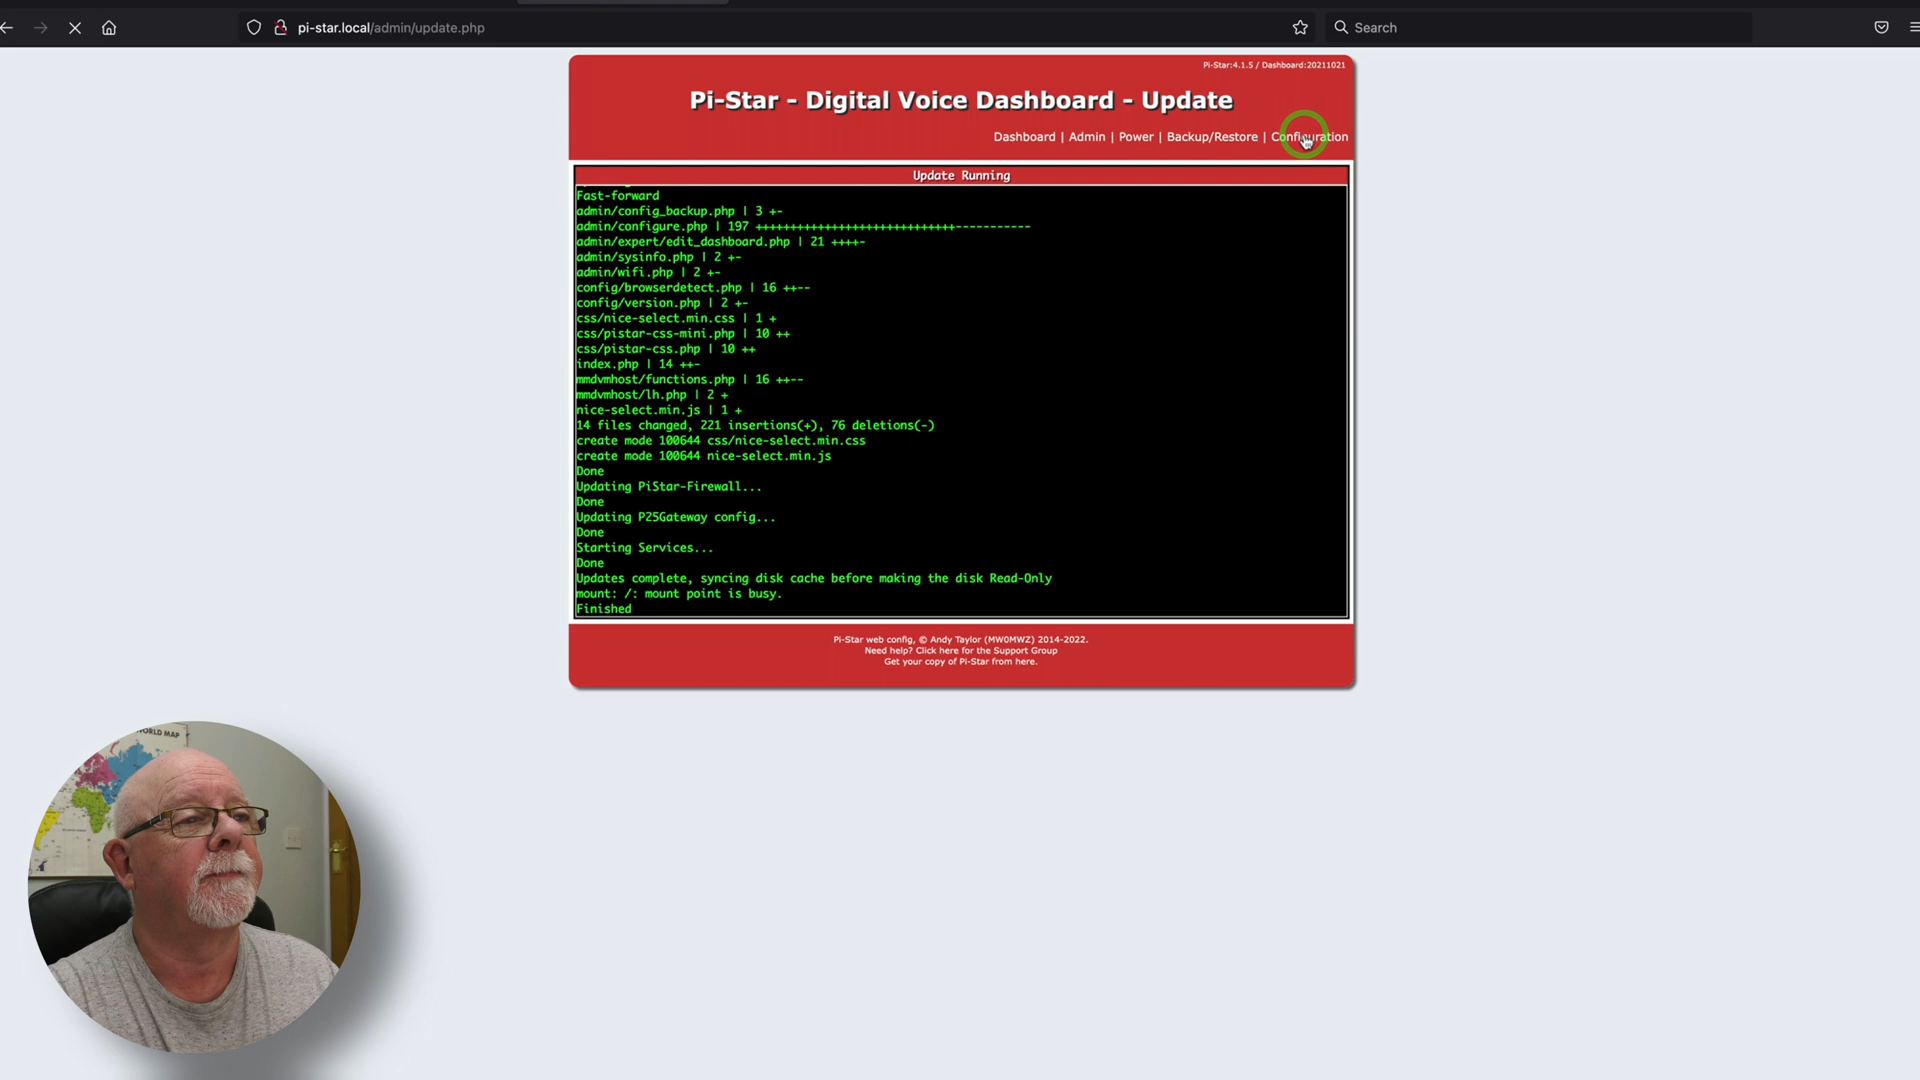 pi-star.local/admin/update.php
Search
Pi-Star:4.1.5 / Dashboard:20211021
Pi-Star - Digital Voice Dashboard - Update
Dashboard | Admin | Power | Backup/Restore | Configuration
Update Running
Fast-forward
admin/config_backup.php | 3 +-
admin/configure.php | 197 +++++++++++++++++++++++++++++-----------
admin/expert/edit_dashboard.php | 21 ++++-
admin/sysinfo.php | 2 +-
admin/wifi.php | 2 +-
config/browserdetect.php | 16 ++--
config/version.php | 2 +-
css/nice-select.min.css | 1 +
css/pistar-css-mini.php | 10 ++
css/pistar-css.php | 10 ++
index.php | 14 ++-
mmdvmhost/functions.php | 16 ++--
mmdvmhost/lh.php | 2 +
nice-select.min.js | 1 +
14 files changed, 221 insertions(+), 76 deletions(-)
create mode 100644 css/nice-select.min.css
create mode 100644 nice-select.min.js
Done
Updating PiStar-Firewall...
Done
Updating P25Gateway config...
Done
Starting Services...
Done
Updates complete, syncing disk cache before making the disk Read-Only
mount: /: mount point is busy.
Finished
Pi-Star web config, © Andy Taylor (MW0MWZ) 2014-2022.
Need help? Click here for the Support Group
Get your copy of Pi-Star from here.
WORLD MAP